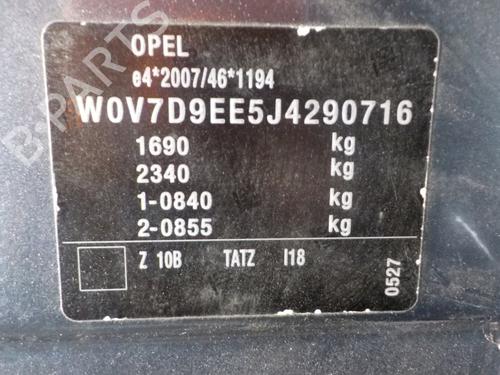 OPEL
e4*2007/46*1194
W0V7D9EE5J4290716
1690 kg
2340 kg
1-0840 kg
2-0855 kg
Z 10B TATZ I18
0527
B-PARTS